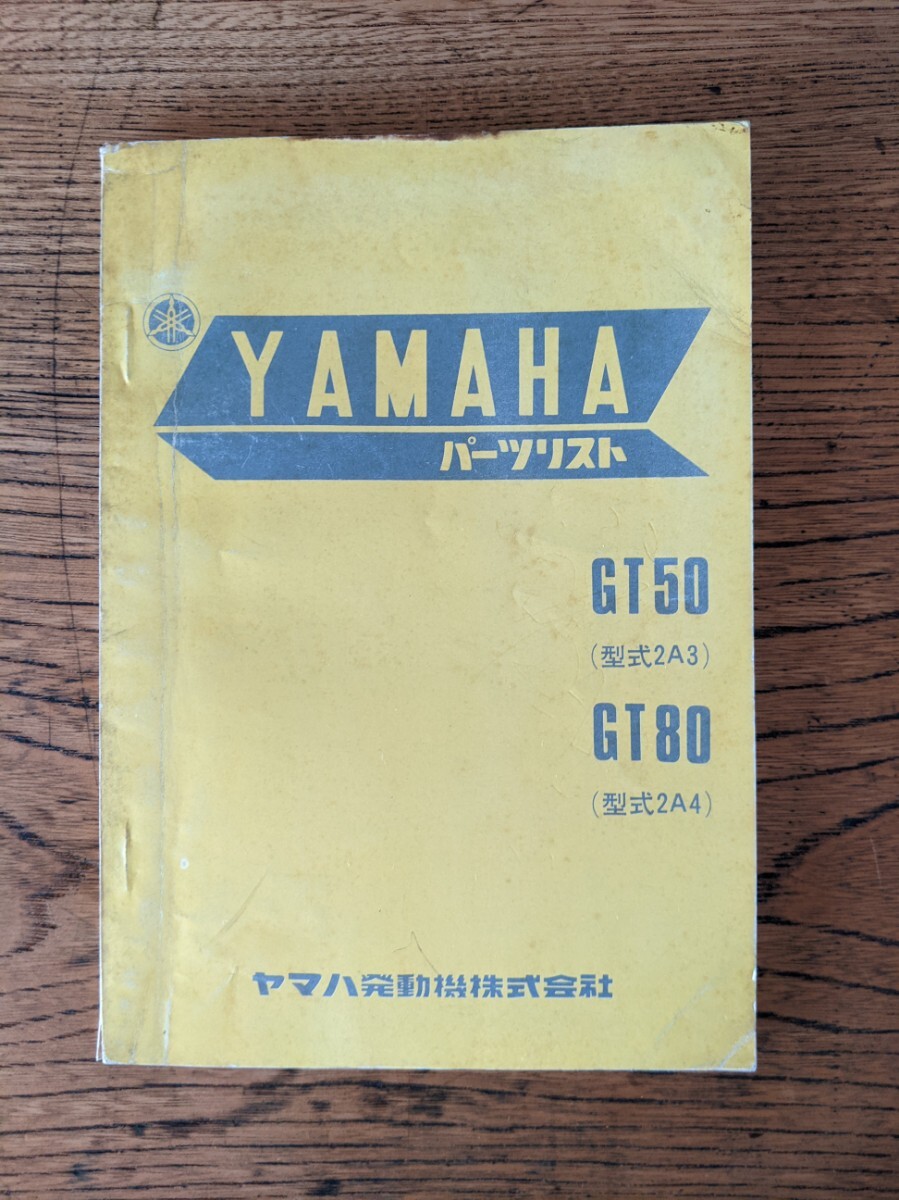 YAMAHA
パーツリスト
GT50
(型式2A3)
GT80
(型式2A4)
ヤマハ発動機株式会社